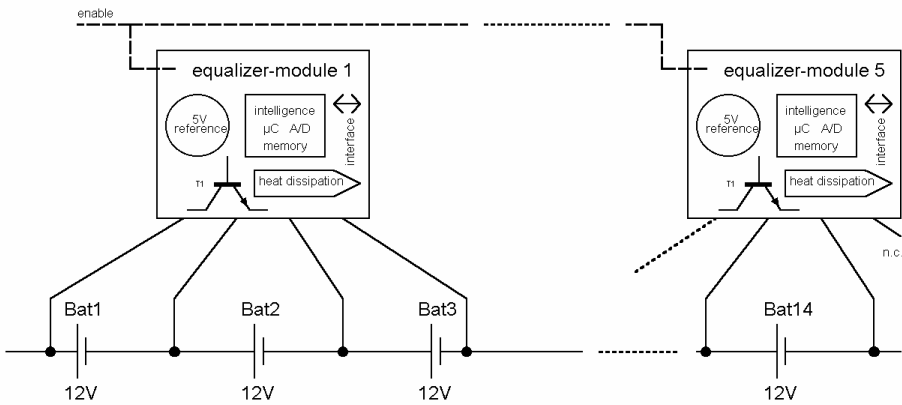 enable
equalizer-module 1
5V
reference
intelligence
µC A/D
memory
interface
T1
heat dissipation
equalizer-module 5
5V
reference
intelligence
µC A/D
memory
interface
T1
heat dissipation
n.c.
Bat1
Bat2
Bat3
Bat14
12V
12V
12V
12V